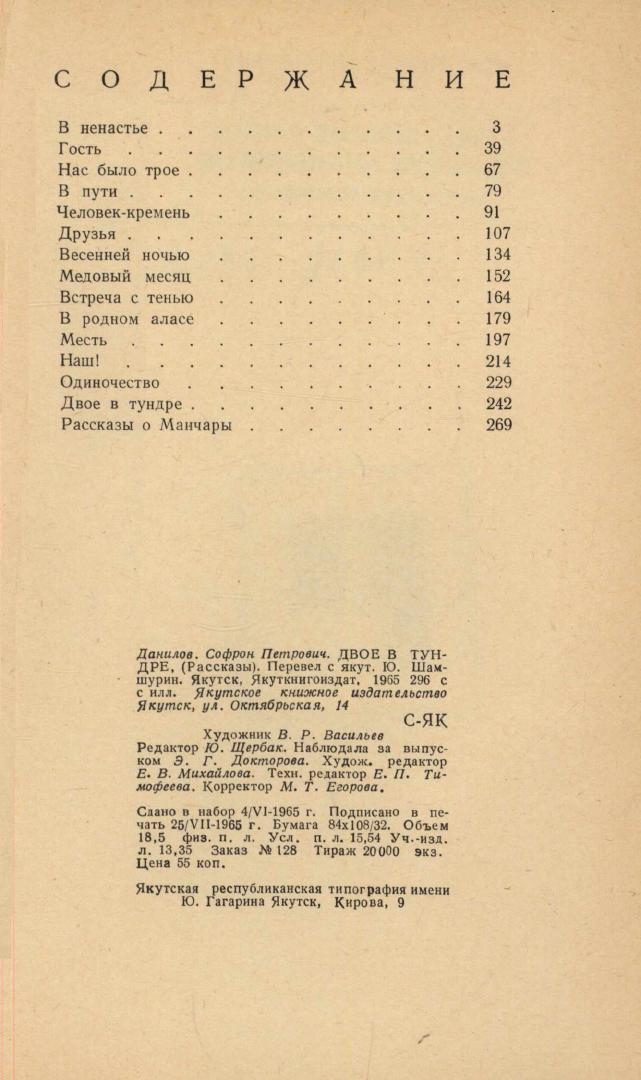 СОДЕРЖАНИЕ
В ненастье . . . . . . . . . . . 3
Гость . . . . . . . . . . . . 39
Нас было трое . . . . . . . . . . 67
В пути . . . . . . . . . . . . 79
Человек-кремень . . . . . . . . . 91
Друзья . . . . . . . . . . . . 107
Весенней ночью . . . . . . . . . 134
Медовый месяц . . . . . . . . . 152
Встреча с тенью . . . . . . . . . 164
В родном аласе . . . . . . . . . 179
Месть . . . . . . . . . . . . 197
Наш! . . . . . . . . . . . . 214
Одиночество . . . . . . . . . . 229
Двое в тундре . . . . . . . . . . 242
Рассказы о Манчары . . . . . . . . 269
Данилов. Софрон Петрович. ДВОЕ В ТУН-
ДРЕ, (Рассказы). Перевел с якут. Ю. Шам-
шурин. Якутск, Якуткнигоиздат, 1965 296 с
с илл. Якутское книжное издательство
Якутск, ул. Октябрьская, 14
С-ЯК
Художник В. Р. Васильев
Редактор Ю. Щербак. Наблюдала за выпус-
ком Э. Г. Докторова. Худож. редактор
Е. В. Михайлова. Техн. редактор Е. П. Ти-
мофеева. Корректор М. Т. Егорова.
Сдано в набор 4/VI-1965 г. Подписано в пе-
чать 25/VII-1965 г. Бумага 84х108/32. Объем
18,5 физ. п. л. Усл. п. л. 15,54 Уч.-изд.
л. 13,35 Заказ № 128 Тираж 20000 экз.
Цена 55 коп.
Якутская республиканская типография имени
Ю. Гагарина Якутск, Кирова, 9